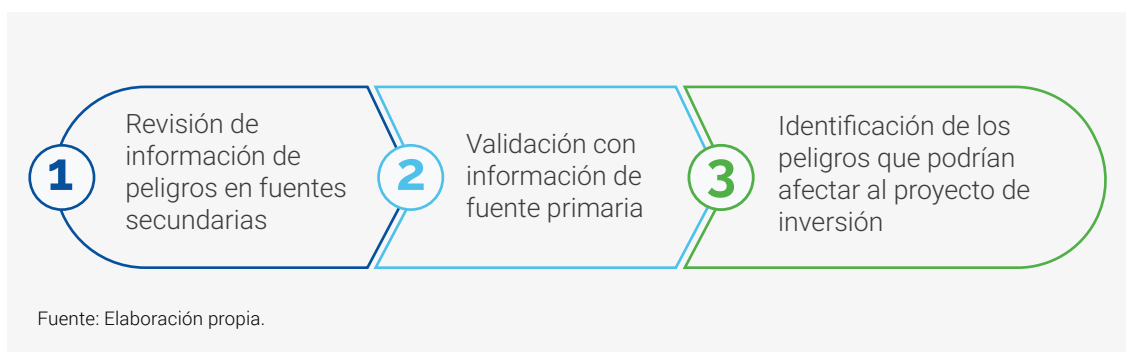 1
Revisión de
información de
peligros en fuentes
secundarias
2
Validación con
información de
fuente primaria
3
Identificación de los
peligros que podrían
afectar al proyecto de
inversión
Fuente: Elaboración propia.